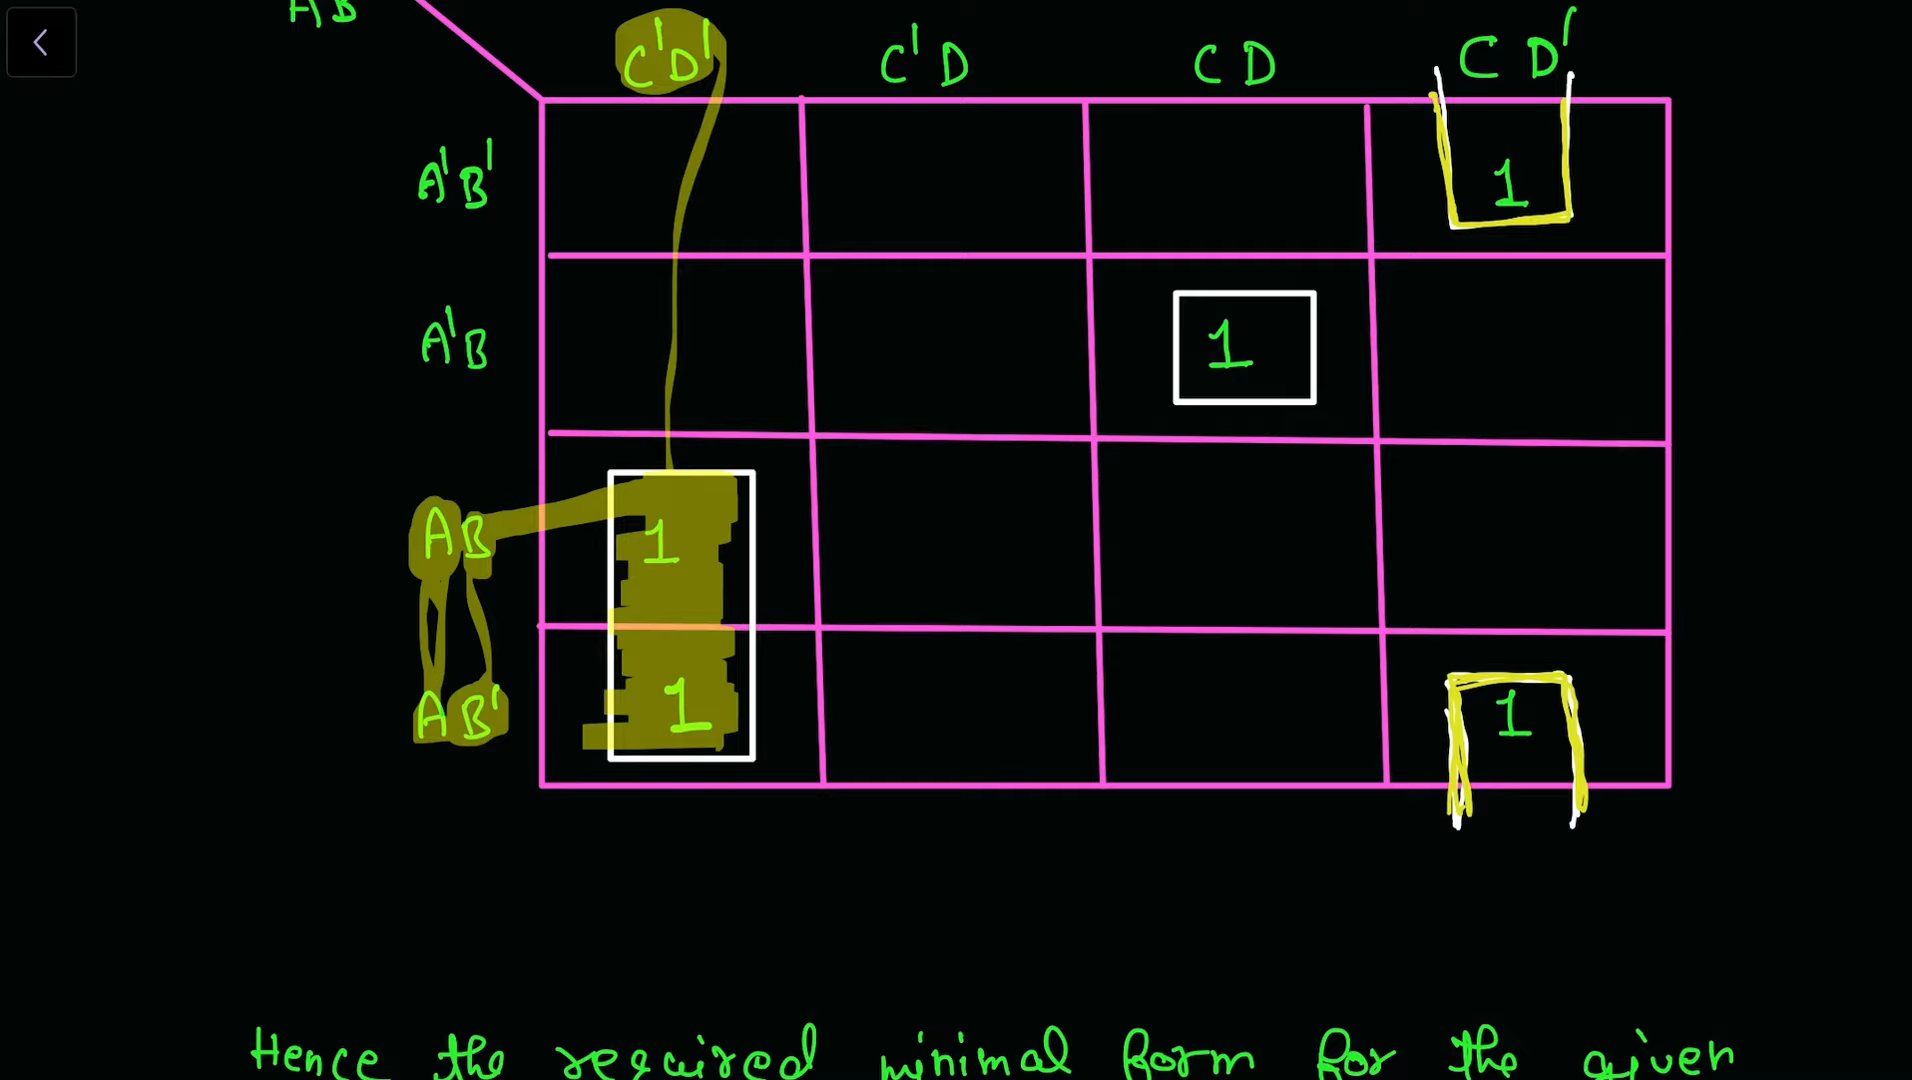 AB
C'D' C'D CD CD'
A'B' 1
A'B 1
AB 1
AB' 1 1
Hence the required minimal form for the given